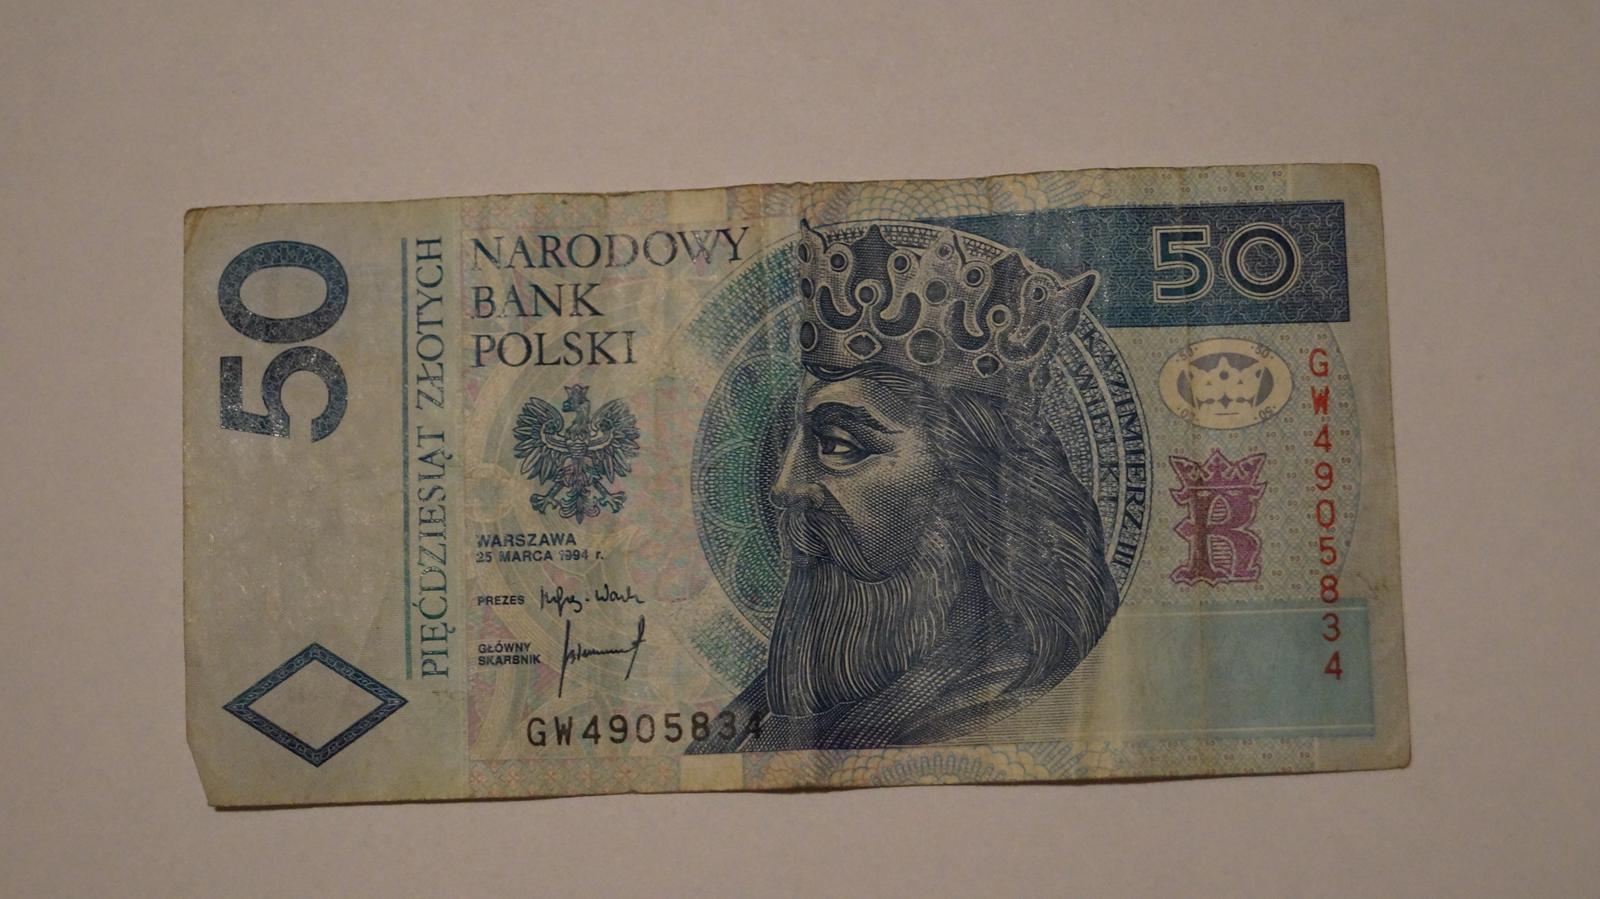 50
PIĘĆDZIESIĄT ZŁOTYCH
NARODOWY
BANK
POLSKI
WARSZAWA
25 MARCA 1994 r.
PREZES
GŁÓWNY
SKARBNIK
GW4905834
KAZIMIERZ III
WIELKI
50
GW4905834